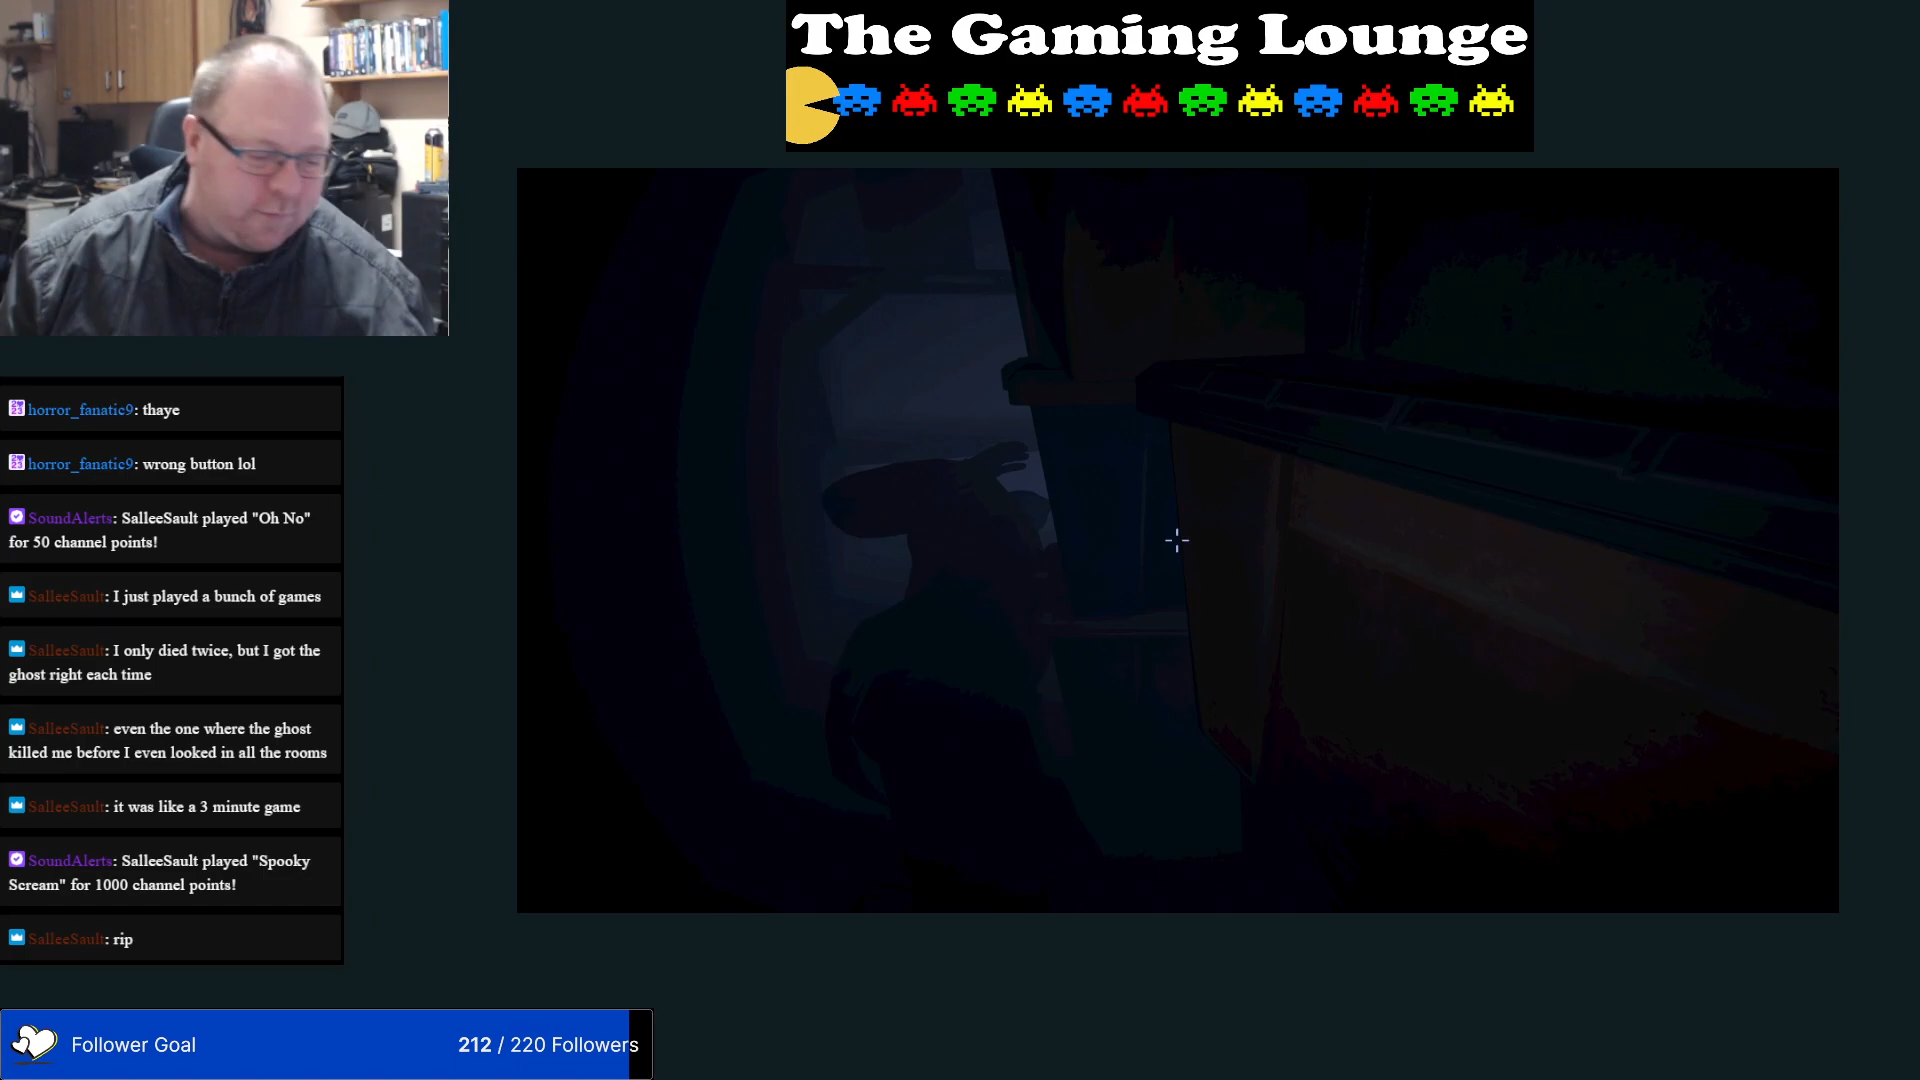 The Gaming Lounge
horror_fanatic9: thaye
horror_fanatic9: wrong button lol
SoundAlerts: SalleeSault played "Oh No"
for 50 channel points!
SalleeSault: I just played a bunch of games
SalleeSault: I only died twice, but I got the
ghost right each time
SalleeSault: even the one where the ghost
killed me before I even looked in all the rooms
SalleeSault: it was like a 3 minute game
SoundAlerts: SalleeSault played "Spooky
Scream" for 1000 channel points!
SalleeSault: rip
Follower Goal
212 / 220 Followers